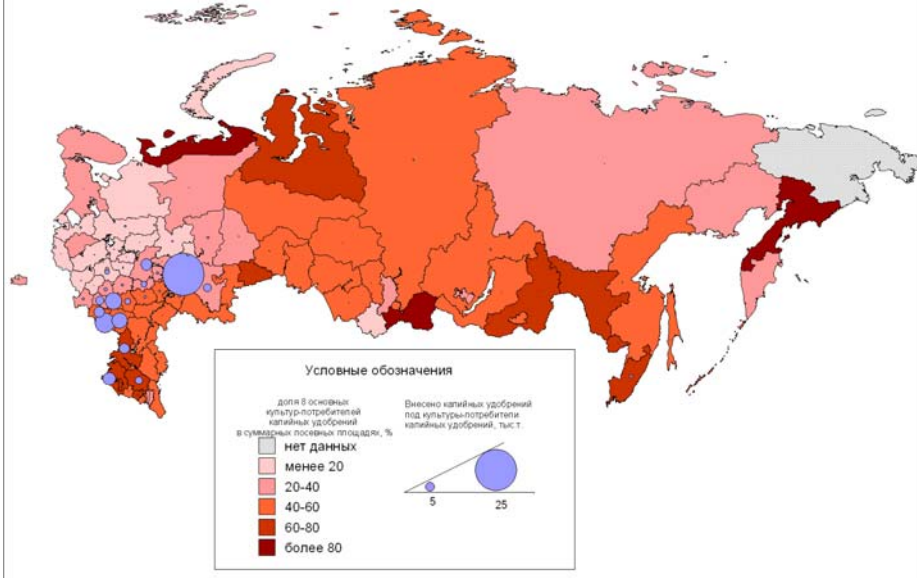 Условные обозначения
доля 8 основных
культур-потребителей
калийных удобрений
в суммарных посевных площадях, %
нет данных
менее 20
20-40
40-60
60-80
более 80
Внесено калийных удобрений
под культуры-потребители
калийных удобрений, тыс.т.
5
25